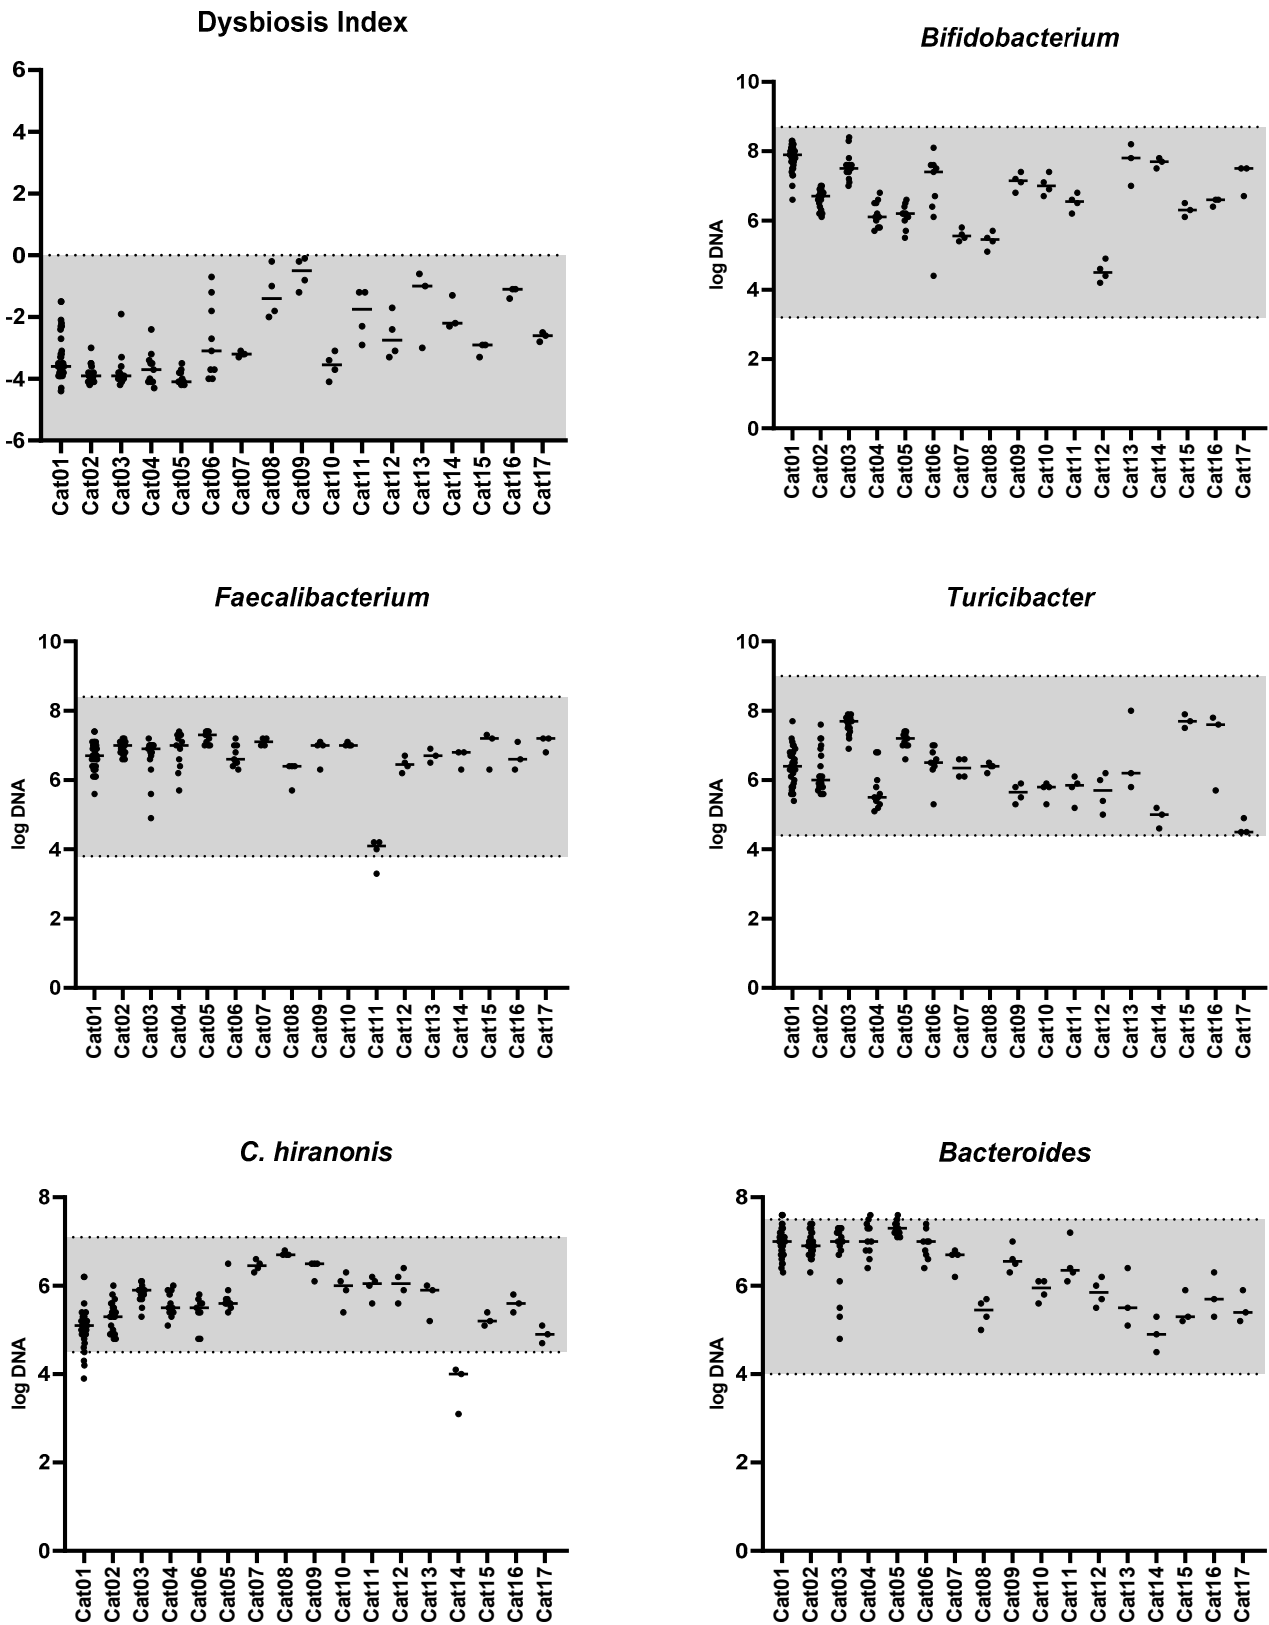 Dysbiosis Index
6
4
2
0
-2
-4
-6
Cat01 Cat02 Cat03 Cat04 Cat05 Cat06 Cat07 Cat08 Cat09 Cat10 Cat11 Cat12 Cat13 Cat14 Cat15 Cat16 Cat17
Bifidobacterium
log DNA
10
8
6
4
2
0
Cat01 Cat02 Cat03 Cat04 Cat05 Cat06 Cat07 Cat08 Cat09 Cat10 Cat11 Cat12 Cat13 Cat14 Cat15 Cat16 Cat17
Faecalibacterium
log DNA
10
8
6
4
2
0
Cat01 Cat02 Cat03 Cat04 Cat05 Cat06 Cat07 Cat08 Cat09 Cat10 Cat11 Cat12 Cat13 Cat14 Cat15 Cat16 Cat17
Turicibacter
log DNA
10
8
6
4
2
0
Cat01 Cat02 Cat03 Cat04 Cat05 Cat06 Cat07 Cat08 Cat09 Cat10 Cat11 Cat12 Cat13 Cat14 Cat15 Cat16 Cat17
C. hiranonis
log DNA
8
6
4
2
0
Cat01 Cat02 Cat03 Cat04 Cat06 Cat05 Cat07 Cat08 Cat09 Cat10 Cat11 Cat12 Cat13 Cat14 Cat15 Cat16 Cat17
Bacteroides
log DNA
8
6
4
2
0
Cat01 Cat02 Cat03 Cat04 Cat05 Cat06 Cat07 Cat08 Cat09 Cat10 Cat11 Cat12 Cat13 Cat14 Cat15 Cat16 Cat17